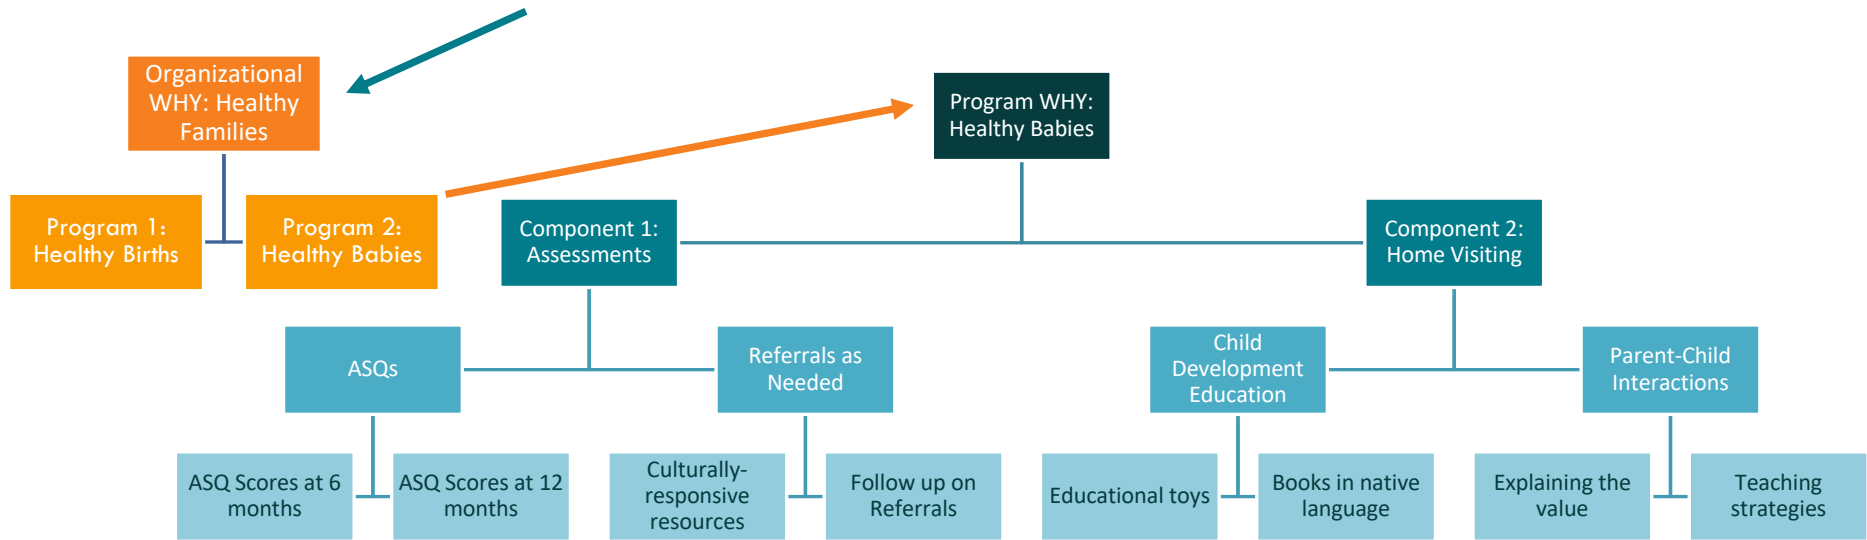 Organizational
WHY: Healthy
Families
Program WHY:
Healthy Babies
Program 1:
Healthy Births
Program 2:
Healthy Babies
Component 1:
Assessments
Component 2:
Home Visiting
ASQs
Referrals as
Needed
Child
Development
Education
Parent-Child
Interactions
ASQ Scores at 6
months
ASQ Scores at 12
months
Culturally-
responsive
resources
Follow up on
Referrals
Educational toys
Books in native
language
Explaining the
value
Teaching
strategies